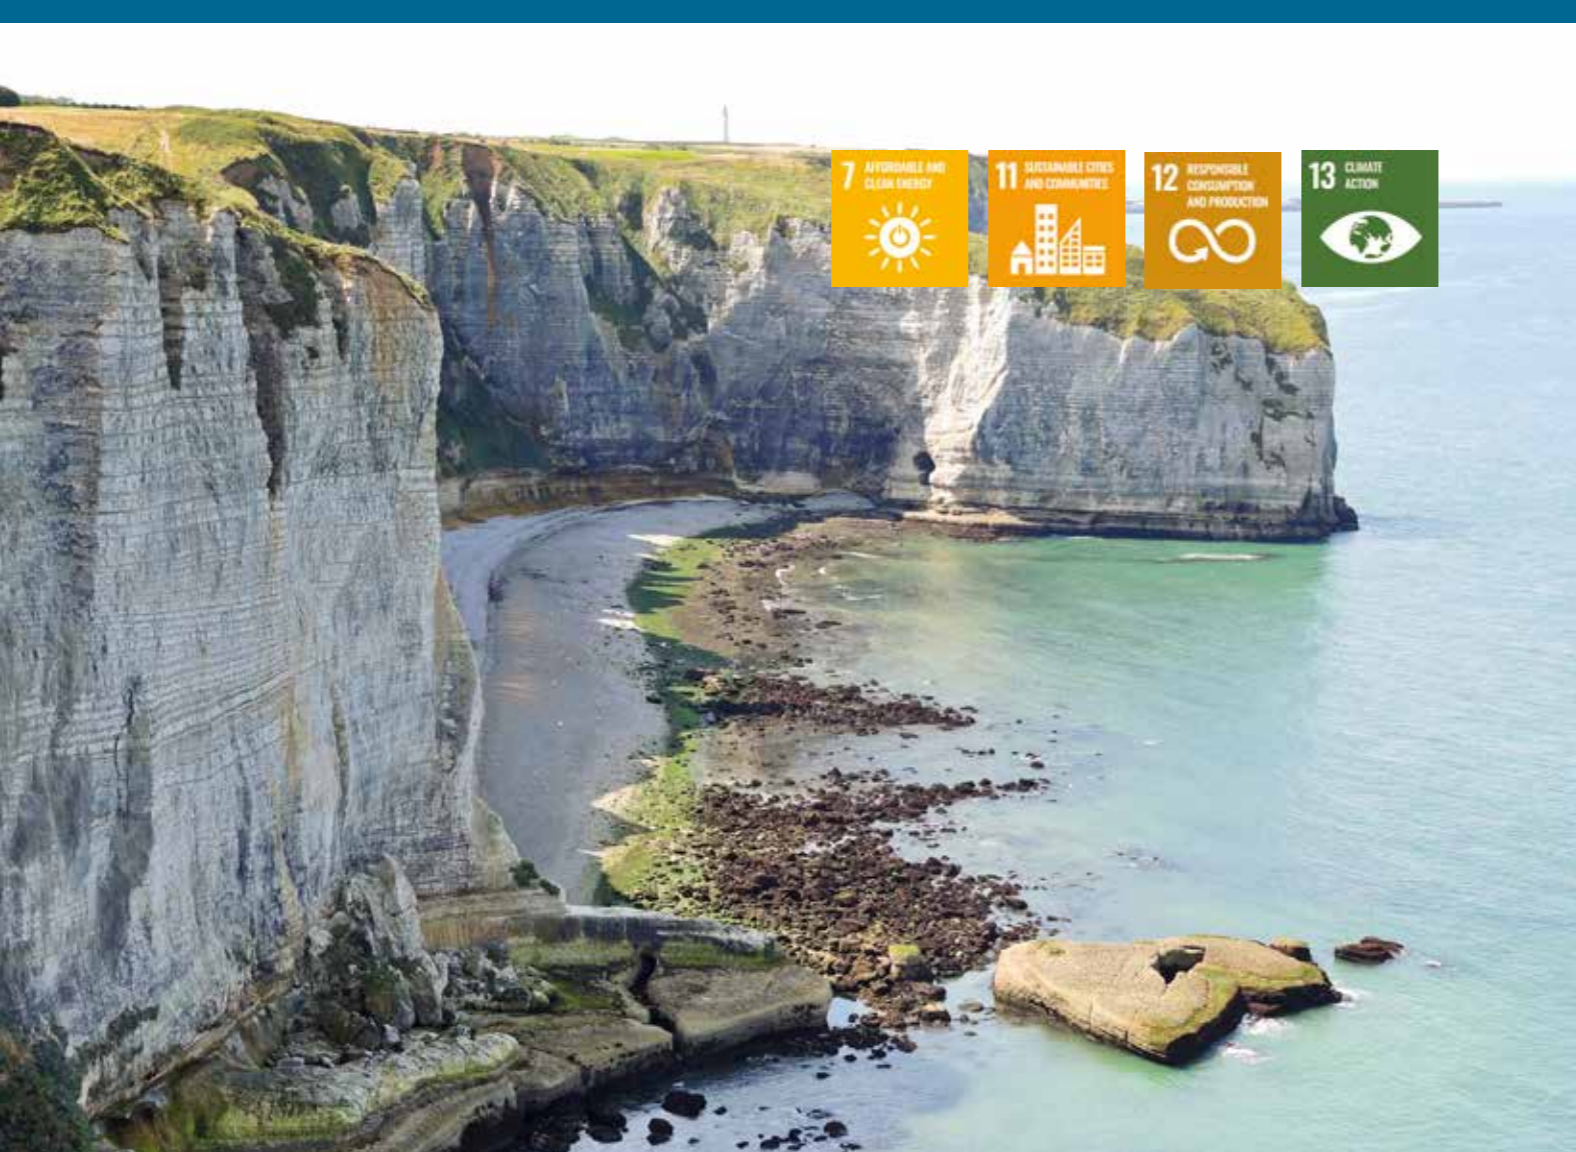 7 AFFORDABLE AND
CLEAN ENERGY
11 SUSTAINABLE CITIES
AND COMMUNITIES
12 RESPONSIBLE
CONSUMPTION
AND PRODUCTION
13 CLIMATE
ACTION